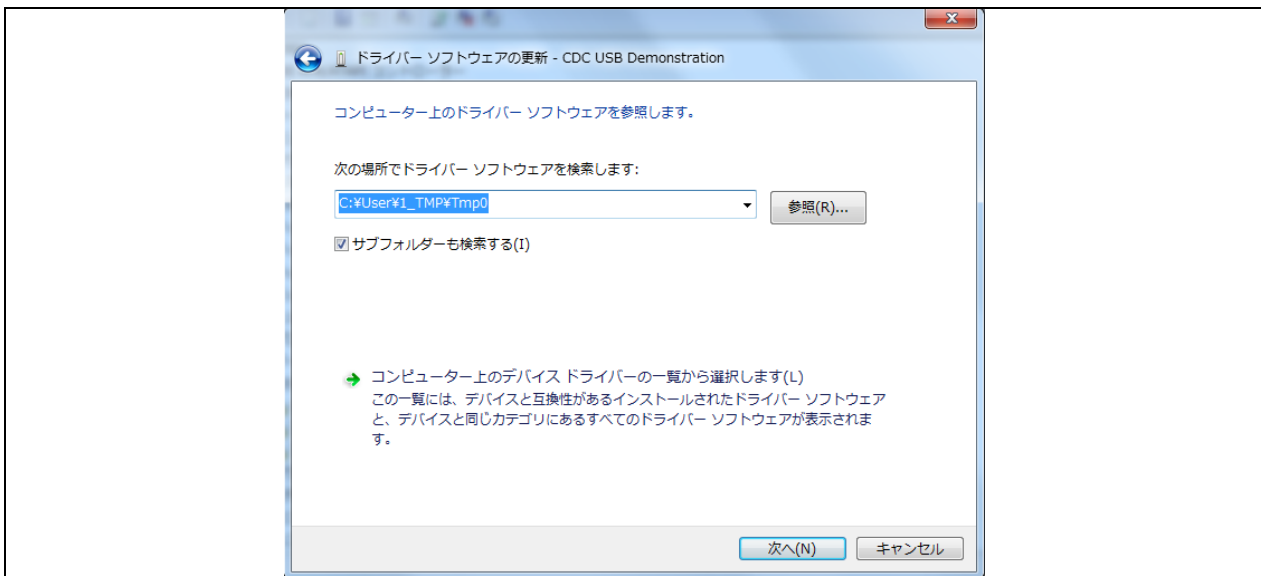 ドライバー ソフトウェアの更新 - CDC USB Demonstration
コンピューター上のドライバー ソフトウェアを参照します。
次の場所でドライバー ソフトウェアを検索します:
C:¥User¥1_TMP¥Tmp0
参照(R)...
サブフォルダーも検索する(I)
コンピューター上のデバイス ドライバーの一覧から選択します(L)
この一覧には、デバイスと互換性があるインストールされたドライバー ソフトウェア
と、デバイスと同じカテゴリにあるすべてのドライバー ソフトウェアが表示されま
す。
次へ(N)
キャンセル